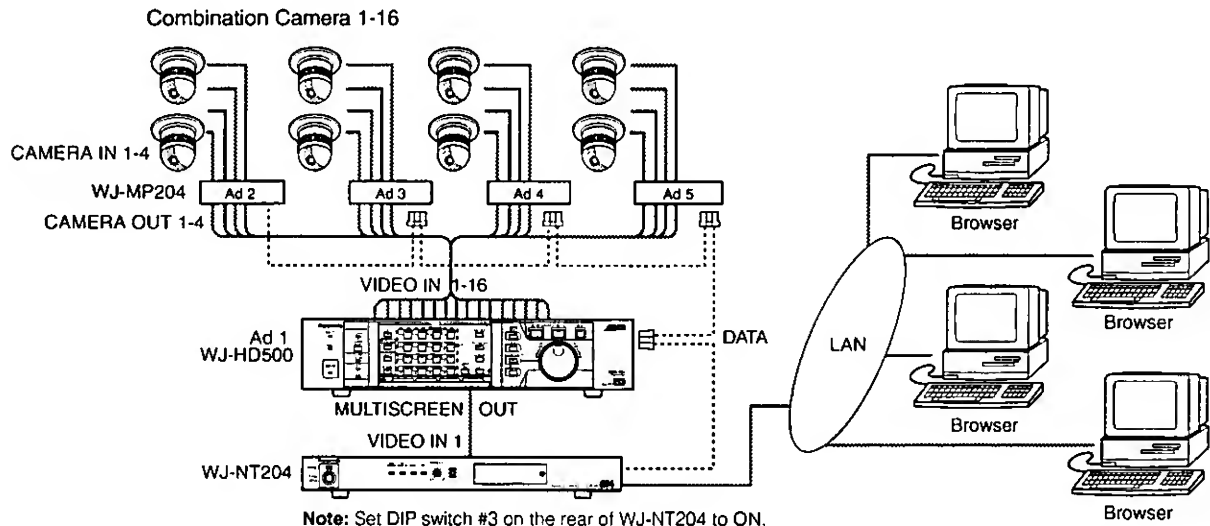 Combination Camera 1-16
CAMERA IN 1-4
WJ-MP204
Ad 2
Ad 3
Ad 4
Ad 5
CAMERA OUT 1-4
VIDEO IN 1-16
Ad 1
WJ-HD500
DATA
MULTISCREEN OUT
VIDEO IN 1
WJ-NT204
LAN
Browser
Browser
Browser
Browser
Note: Set DIP switch #3 on the rear of WJ-NT204 to ON.